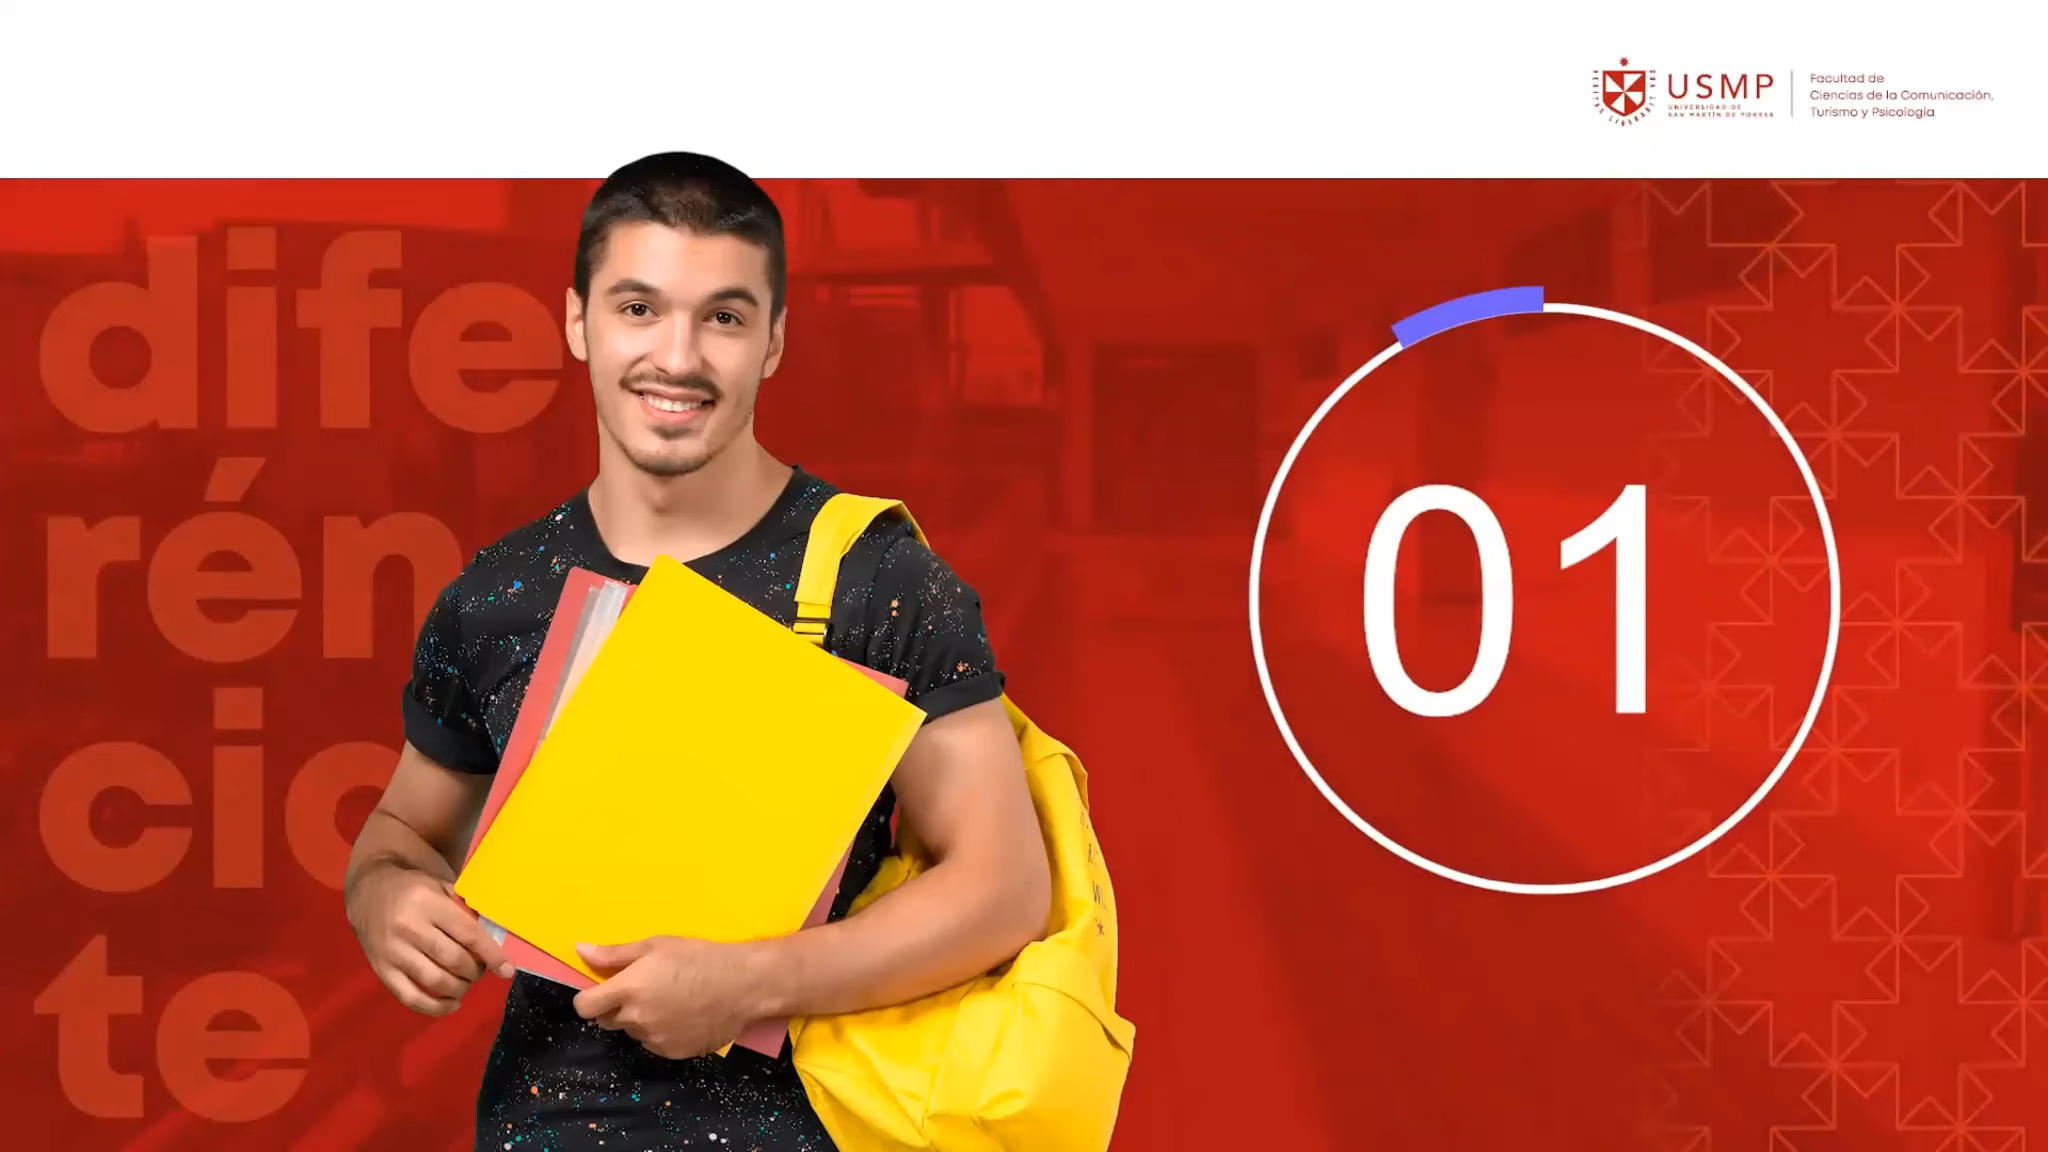 USMP
UNIVERSIDAD DE
SAN MARTÍN DE PORRES
Facultad de
Ciencias de la Comunicación,
Turismo y Psicología
dife
rén
cia
te
01